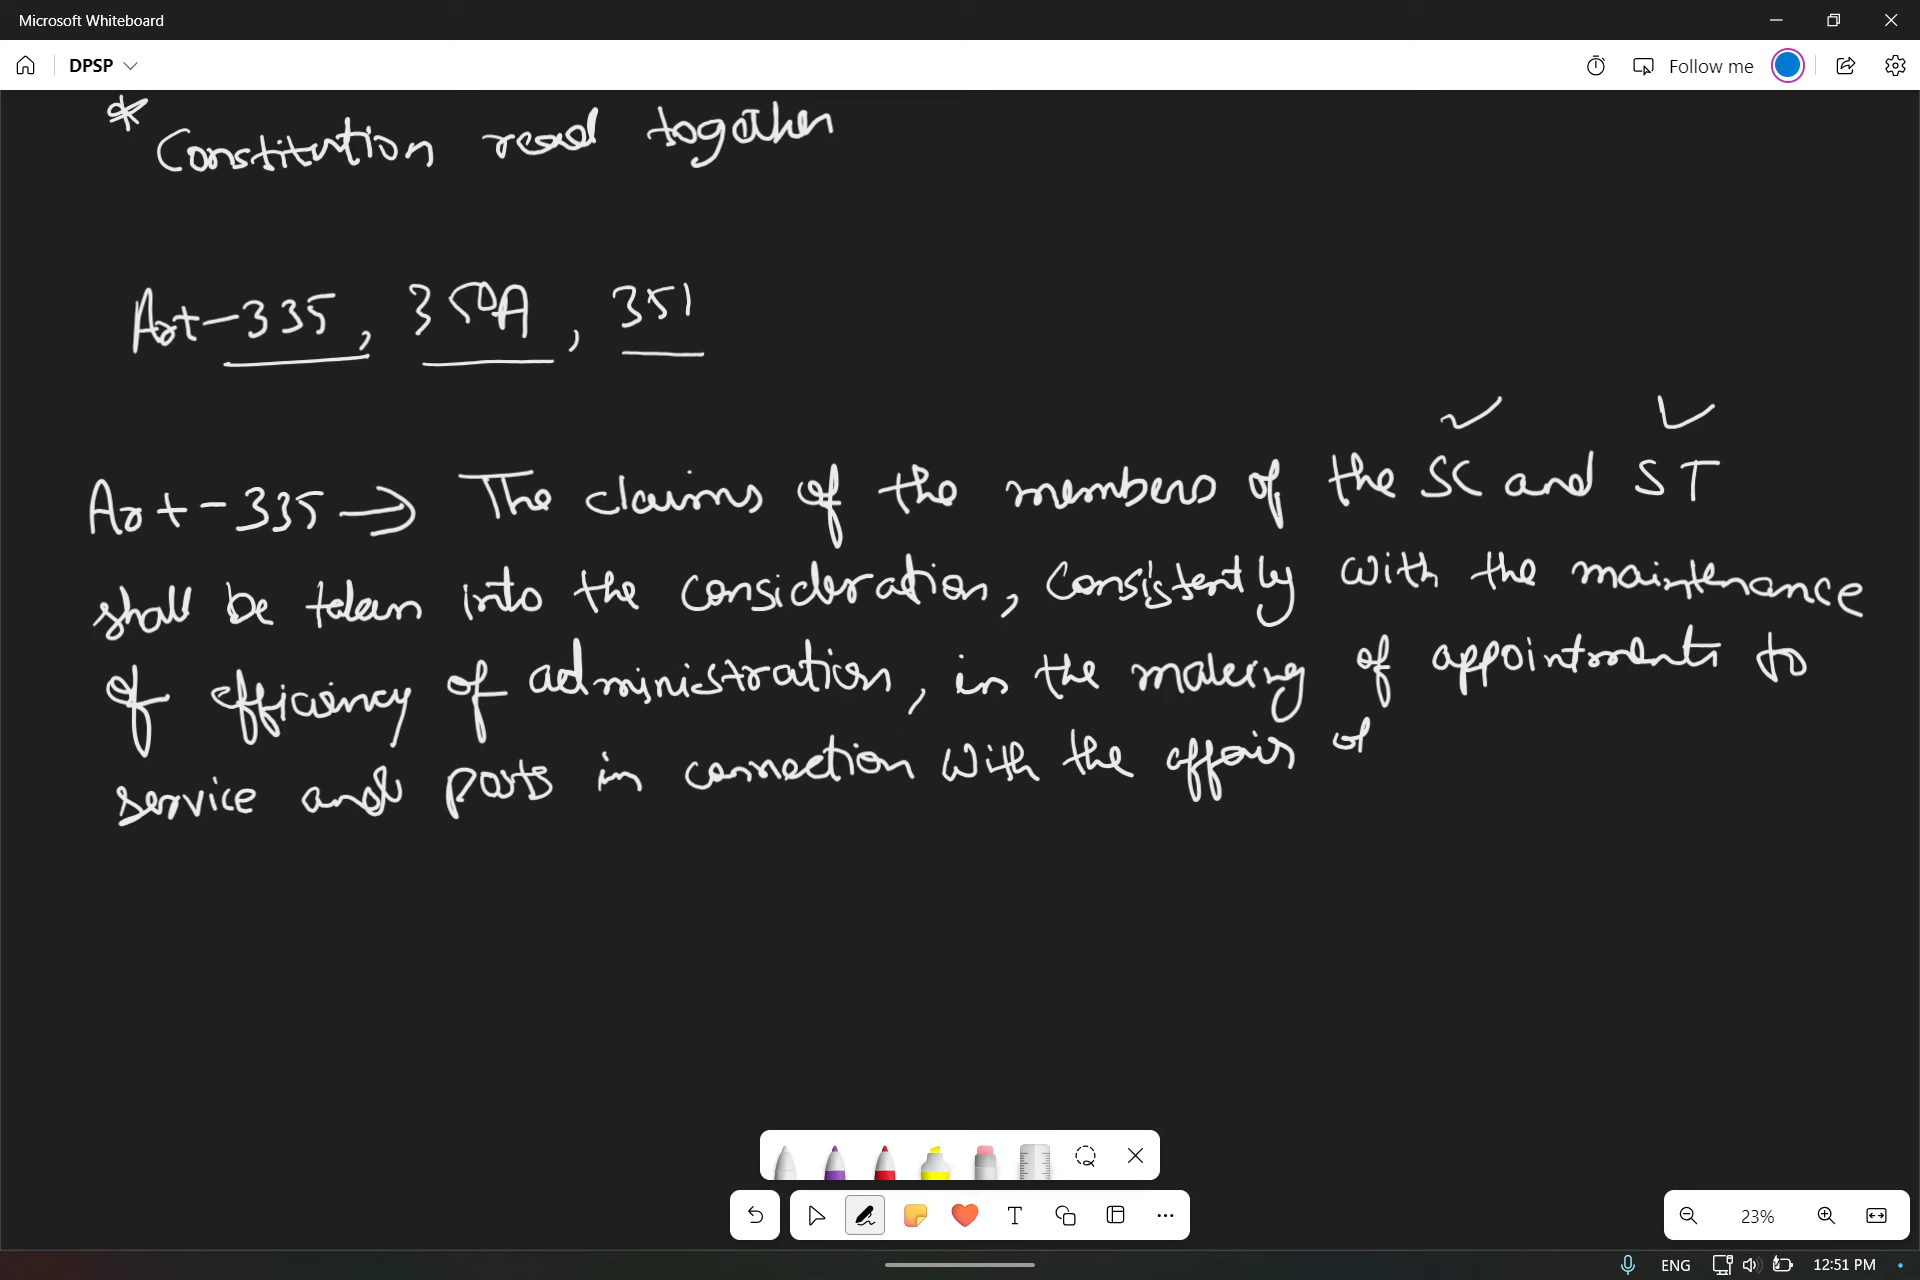 Microsoft Whiteboard
DPSP
Follow me
* Constitution read together
Art-335, 350A, 351
Art-335 → The claims of the members of the SC and ST
shall be taken into the consideration, consistently with the maintenance
of efficiency of administration, in the making of appointments to
service and posts in connection with the affairs of
23%
ENG
12:51 PM